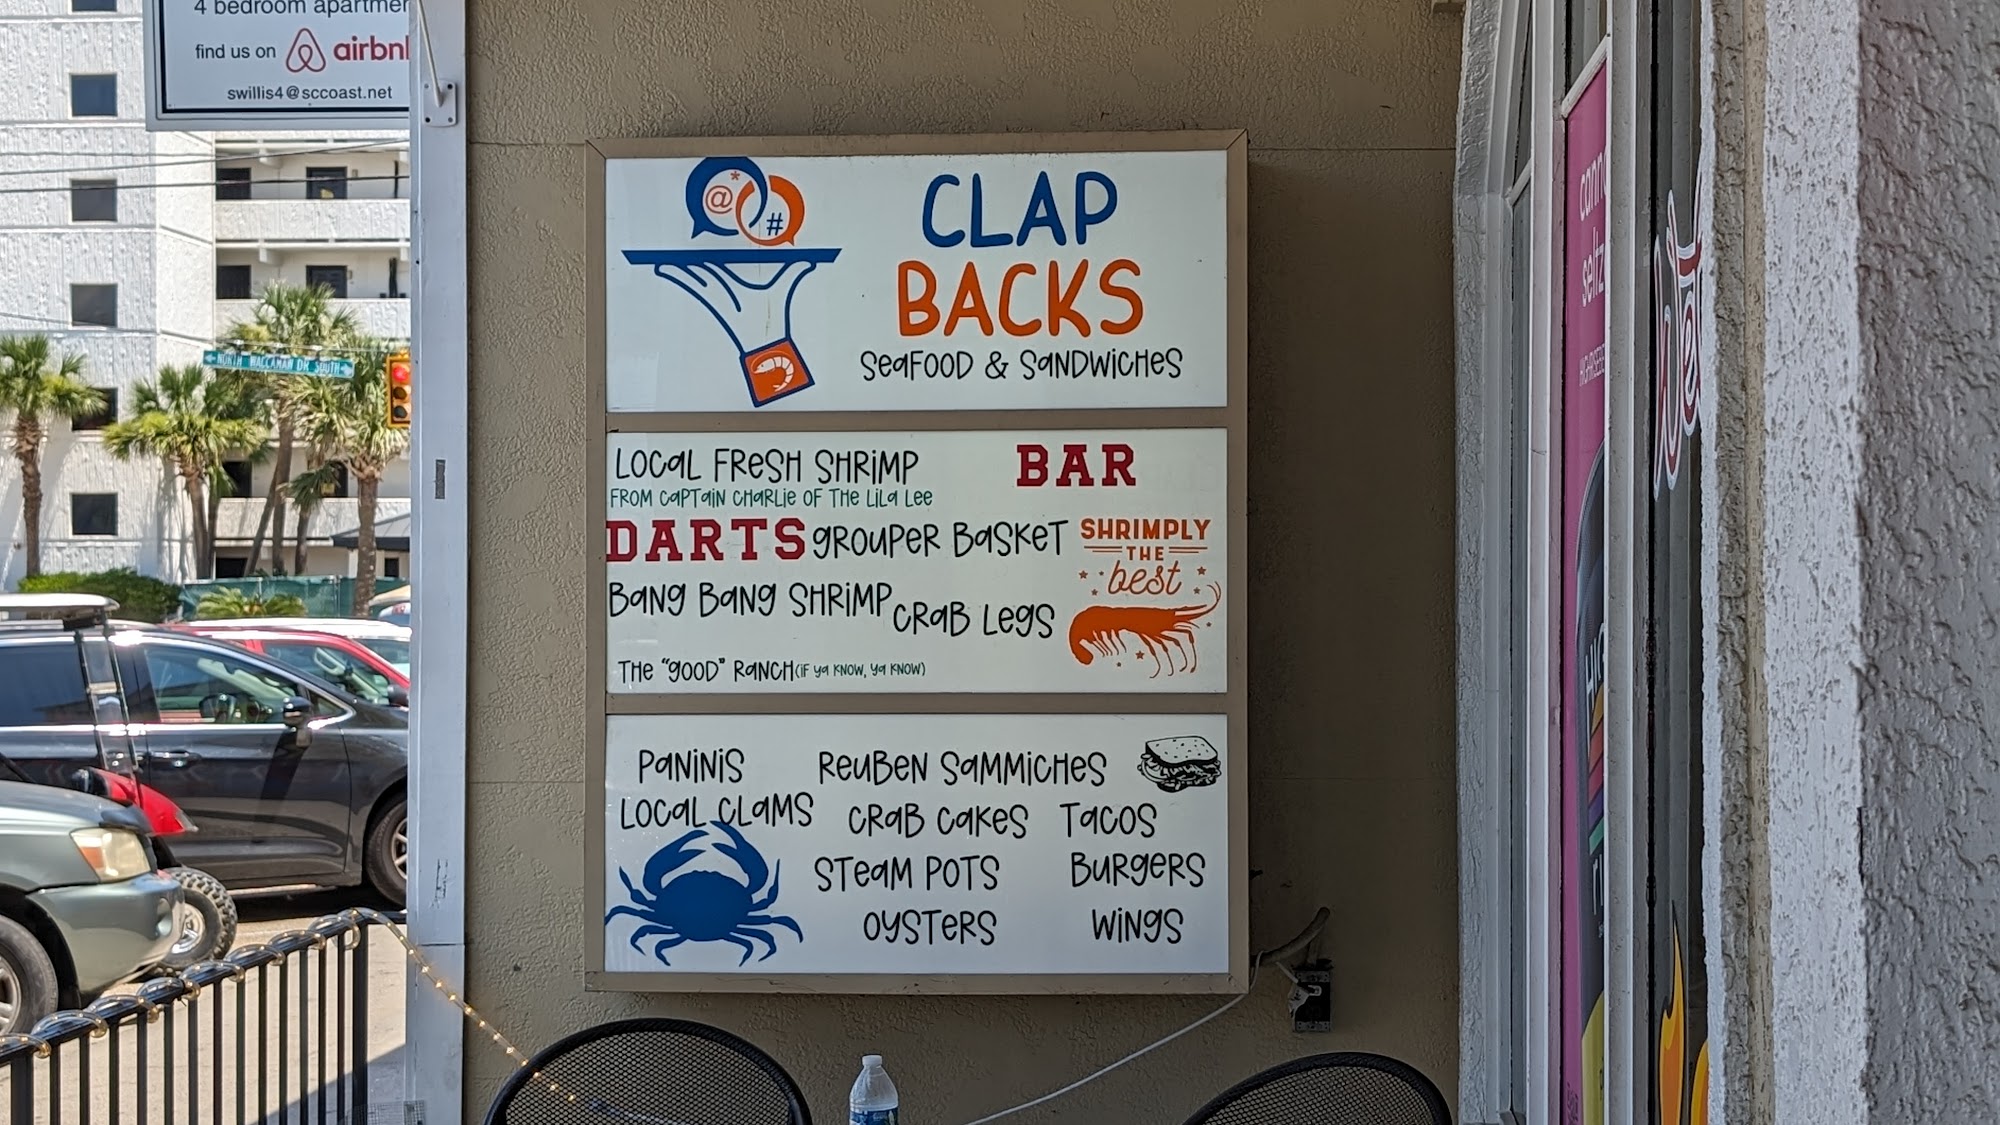 4 bedroom
find us on airbnb
swillis4@sccoast.net
NORTH WACCAMAW DR SOUTH
@ * #
CLAP
BACKS
SEAFOOD & SANDWICHES
LOCAL FRESH SHRIMP
FROM CAPTAIN CHARLIE OF THE LILA LEE
BAR
DARTS
GROUPER BASKET
SHRIMPLY
THE
best
BANG BANG SHRIMP
CRAB LEGS
THE "GOOD" RANCH (IF YA KNOW, YA KNOW)
PANINIS
REUBEN SAMMICHES
LOCAL CLAMS
CRAB CAKES
TACOS
STEAM POTS
BURGERS
OYSTERS
WINGS